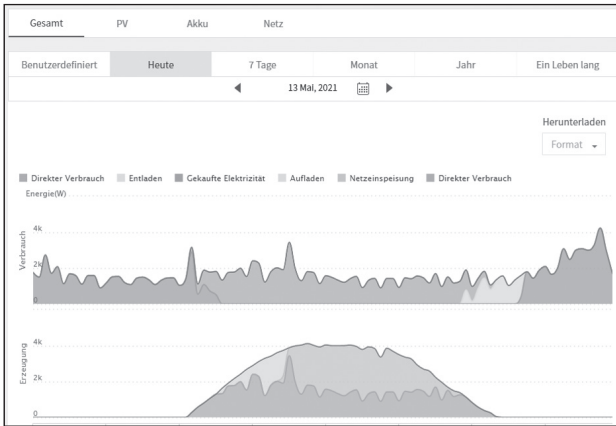 Gesamt PV Akku Netz
Benutzerdefiniert Heute 7 Tage Monat Jahr Ein Leben lang
13 Mai, 2021
Herunterladen
Format
Direkter Verbrauch Entladen Gekaufte Elektrizität Aufladen Netzeinspeisung Direkter Verbrauch
Energie(W)
Verbrauch
4k
2k
0
Erzeugung
4k
2k
0